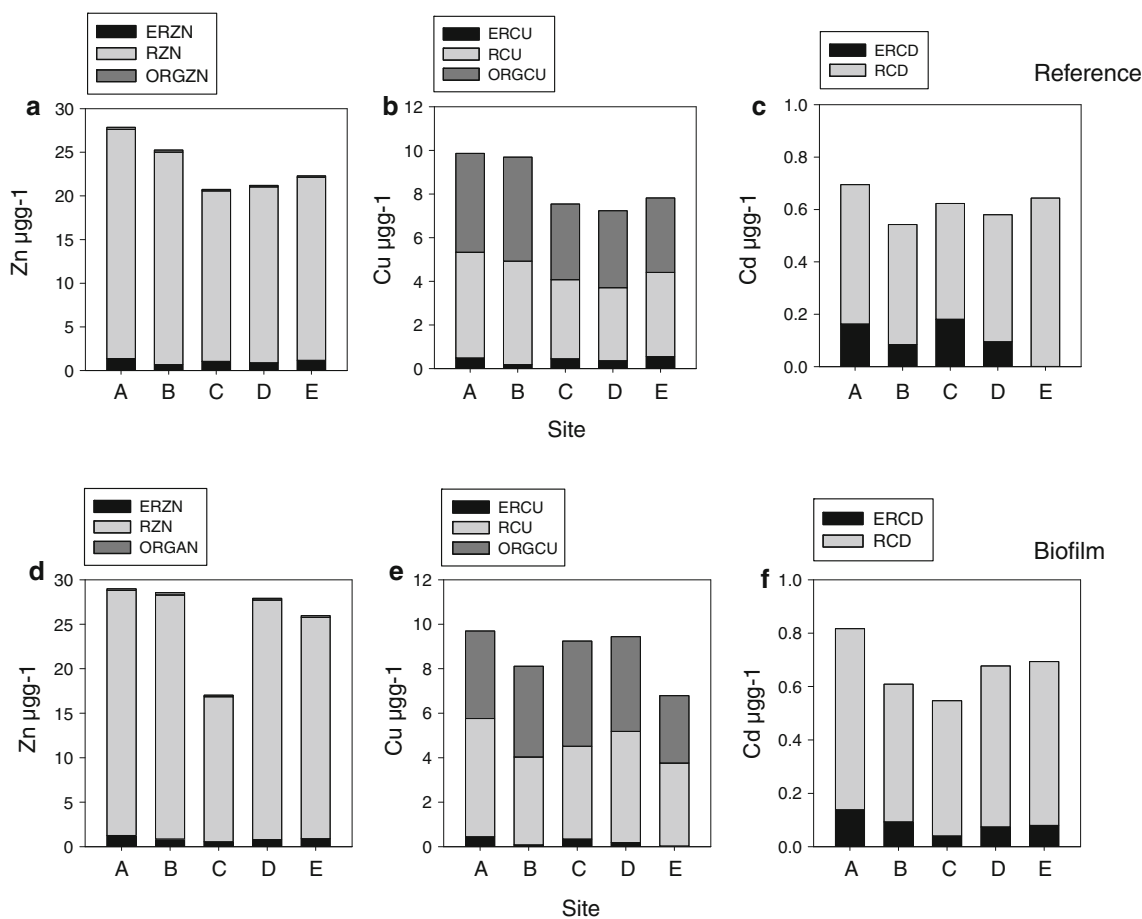 ERZN
RZN
ORGZN
ERCU
RCU
ORGCU
ERCD
RCD
Reference
a
30
25
20
15
10
5
0
Zn µgg-1
A B C D E
b
12
10
8
6
4
2
0
Cu µgg-1
A B C D E
Site
c
1.0
0.8
0.6
0.4
0.2
0.0
Cd µgg-1
A B C D E
ERZN
RZN
ORGAN
ERCU
RCU
ORGCU
ERCD
RCD
Biofilm
d
30
25
20
15
10
5
0
Zn µgg-1
A B C D E
e
12
10
8
6
4
2
0
Cu µgg-1
A B C D E
Site
f
1.0
0.8
0.6
0.4
0.2
0.0
Cd µgg-1
A B C D E